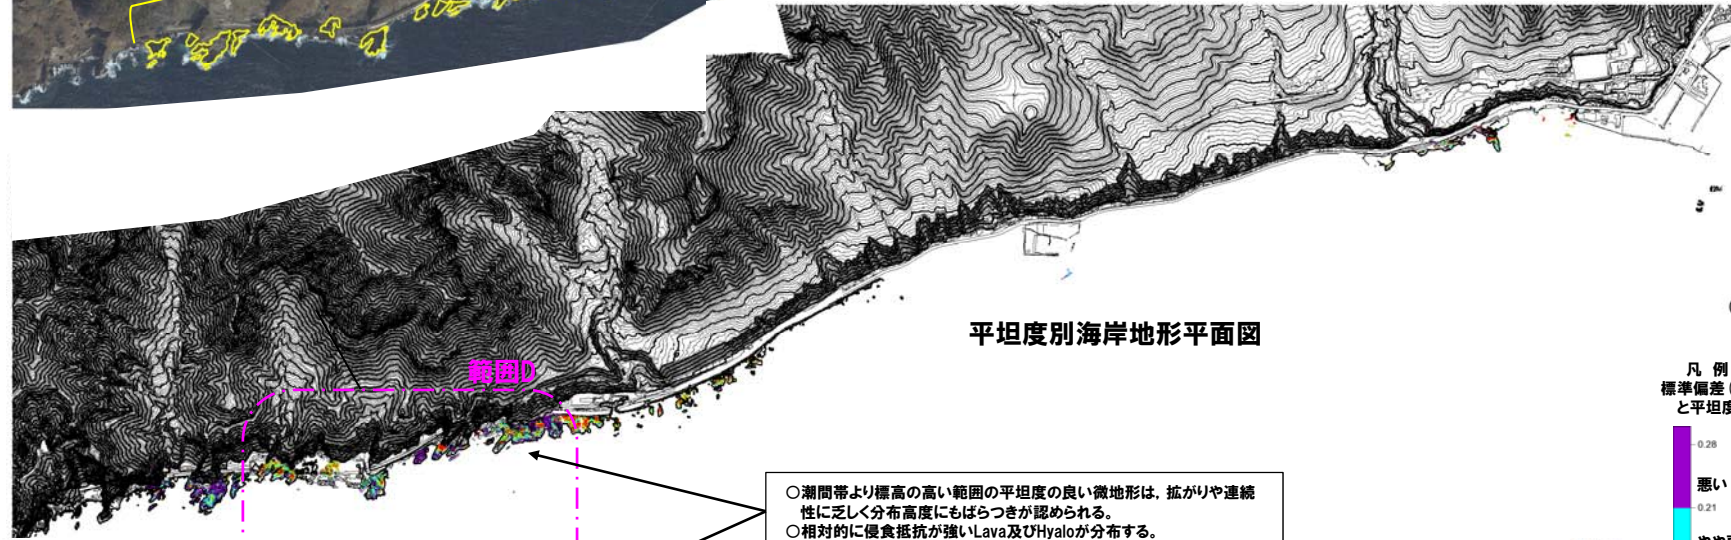 平坦度別海岸地形平面図
範囲D
○潮間帯より標高の高い範囲の平坦度の良い微地形は，拡がりや連続
性に乏しく分布高度にもばらつきが認められる。
○相対的に侵食抵抗が強いLava及びHyaloが分布する。
凡 例
標準偏差
と平坦度
0.28
悪い
0.21